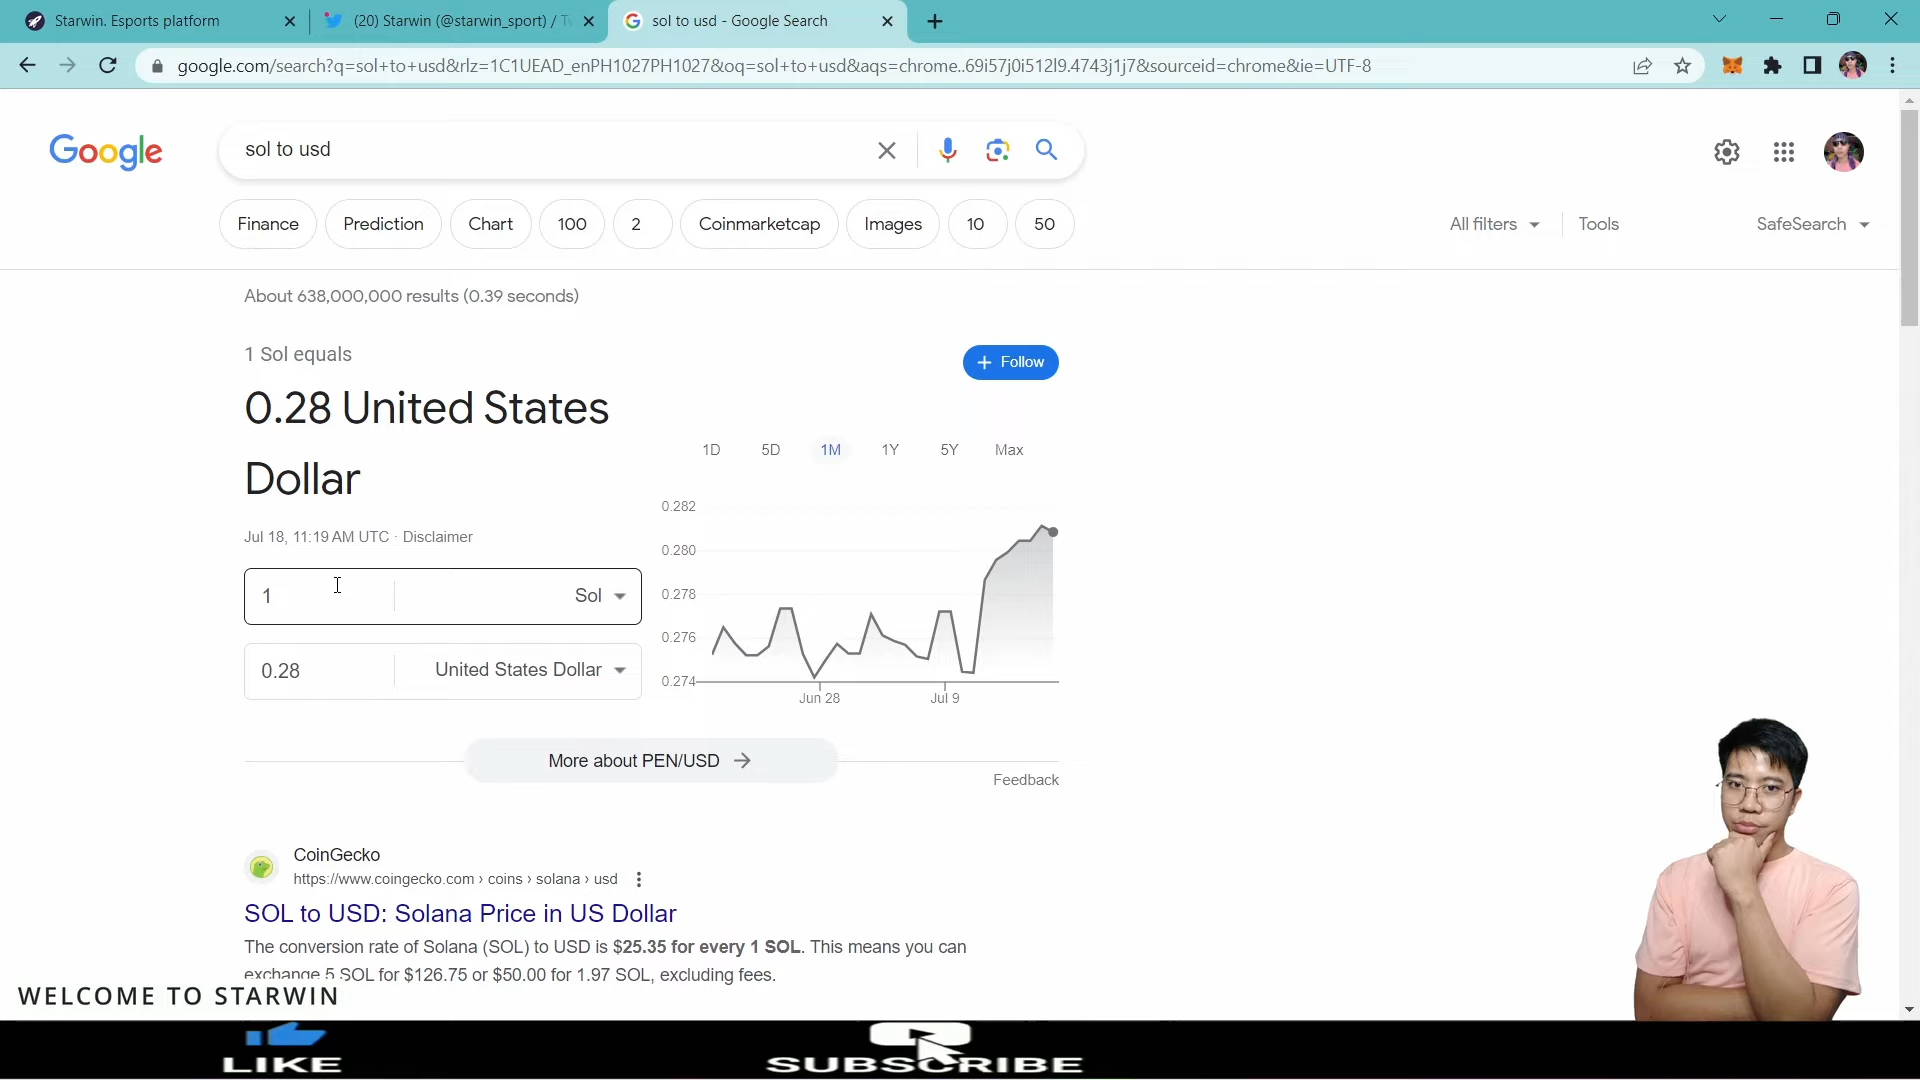 Starwin. Esports platform
(20) Starwin (@starwin_sport) /
sol to usd - Google Search
google.com/search?q=sol+to+usd&rlz=1C1UEAD_enPH1027PH1027&oq=sol+to+usd&aqs=chrome..69i57j0i512l9.4743j1j7&sourceid=chrome&ie=UTF-8
Google
sol to usd
Finance
Prediction
Chart
100
2
Coinmarketcap
Images
10
50
All filters
Tools
SafeSearch
About 638,000,000 results (0.39 seconds)
1 Sol equals
Follow
0.28 United States
Dollar
Jul 18, 11:19 AM UTC · Disclaimer
1
Sol
0.28
United States Dollar
1D
5D
1M
1Y
5Y
Max
0.282
0.280
0.278
0.276
0.274
Jun 28
Jul 9
More about PEN/USD
Feedback
CoinGecko
https://www.coingecko.com › coins › solana › usd
SOL to USD: Solana Price in US Dollar
The conversion rate of Solana (SOL) to USD is $25.35 for every 1 SOL. This means you can
exchange 5 SOL for $126.75 or $50.00 for 1.97 SOL, excluding fees.
WELCOME TO STARWIN
LIKE
SUBSCRIBE